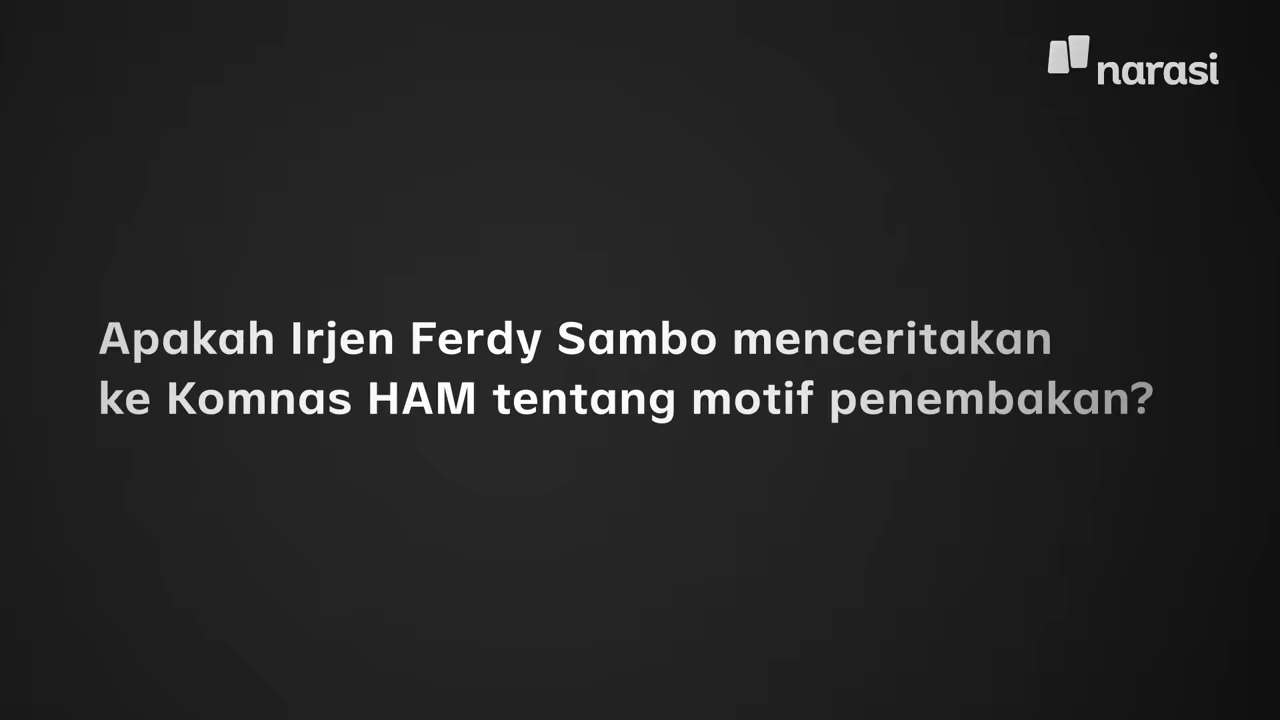 narasi
Apakah Irjen Ferdy Sambo menceritakan
ke Komnas HAM tentang motif penembakan?